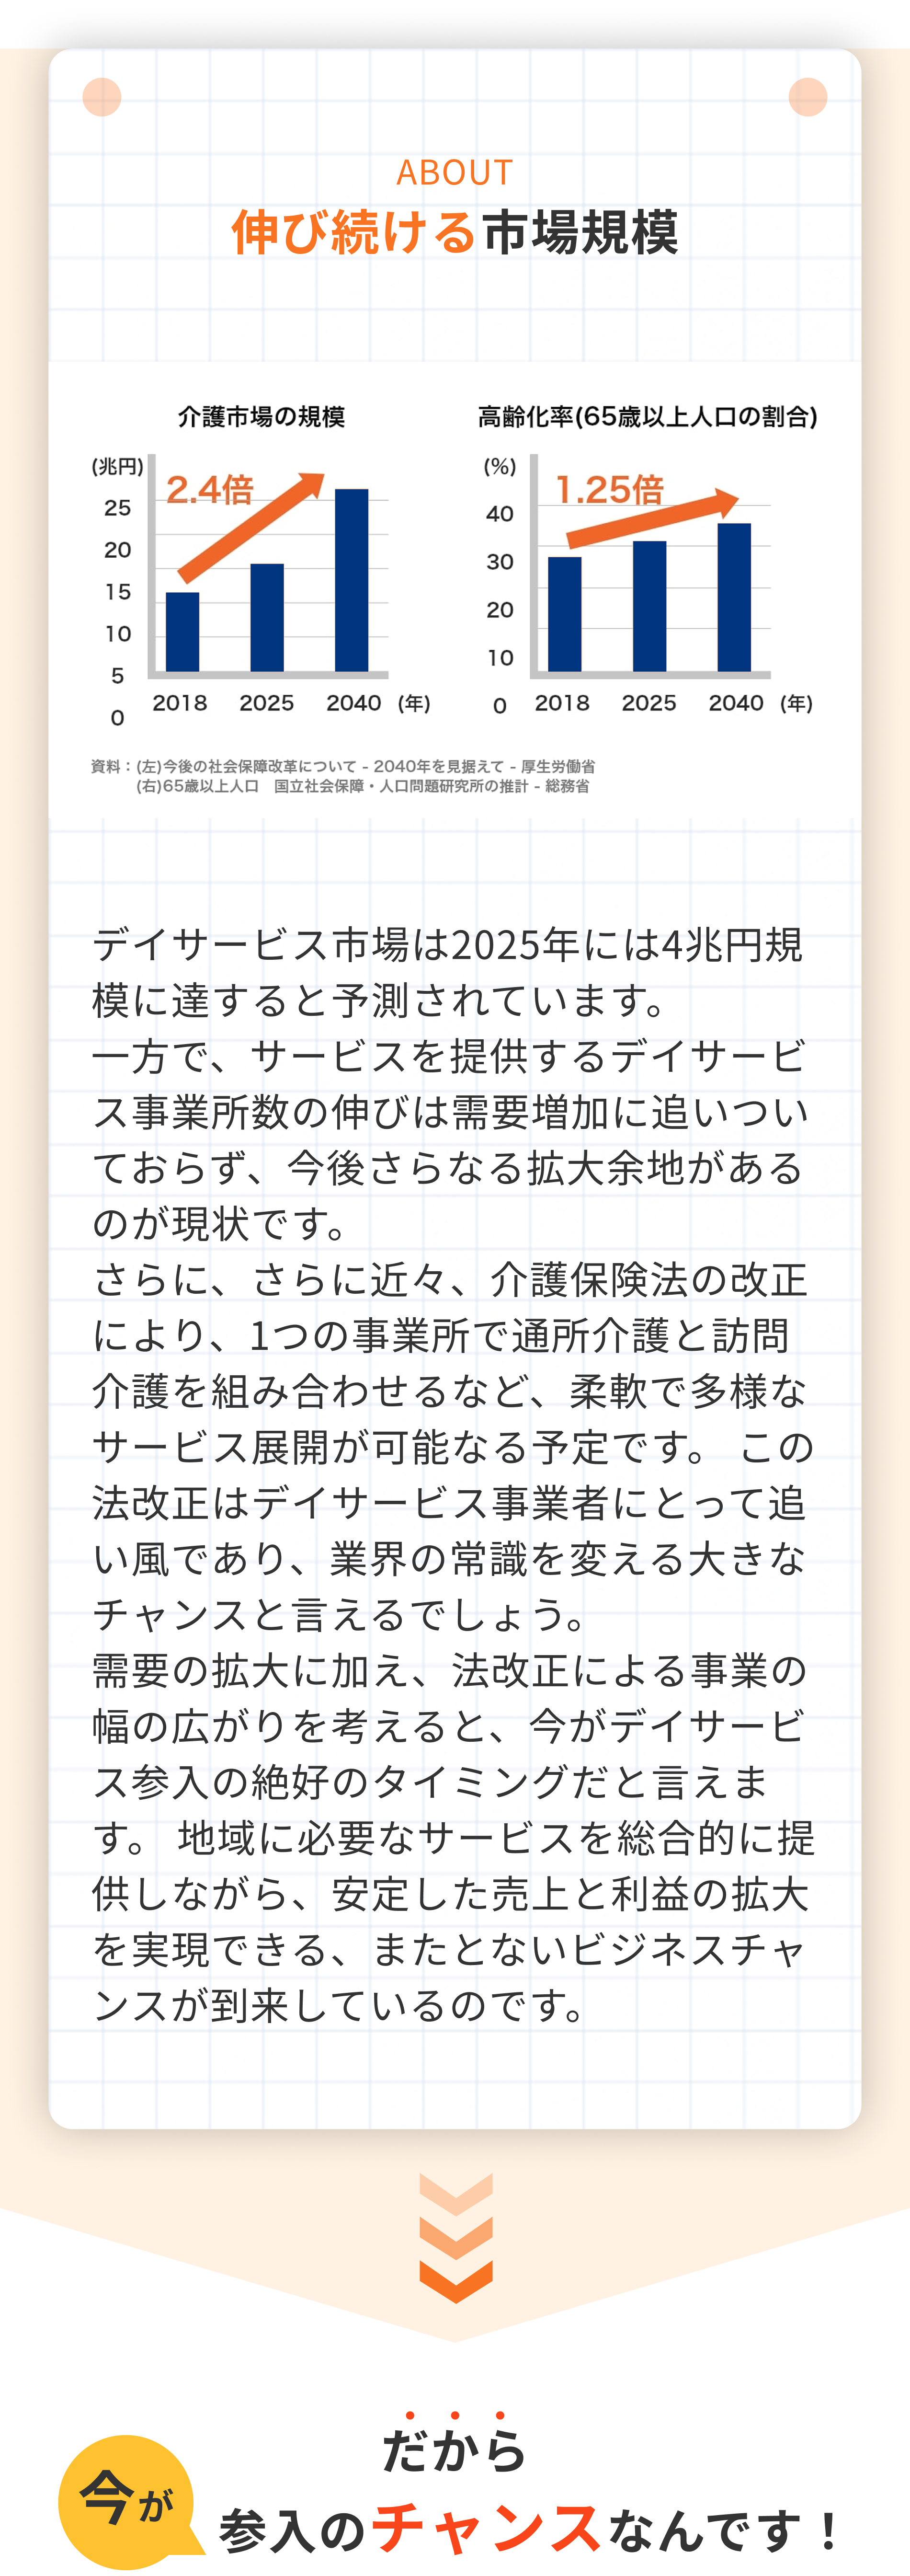 ABOUT
伸び続ける市場規模
介護市場の規模
(兆円)
2.4倍
25
20
15
10
5
0
2018 2025 2040 (年)
高齢化率(65歳以上人口の割合)
(%)
1.25倍
40
30
20
10
0
2018 2025 2040 (年)
資料：(左)今後の社会保障改革について - 2040年を見据えて - 厚生労働省
(右)65歳以上人口　国立社会保障・人口問題研究所の推計 - 総務省
デイサービス市場は2025年には4兆円規
模に達すると予測されています。
一方で、サービスを提供するデイサービ
ス事業所数の伸びは需要増加に追いつい
ておらず、今後さらなる拡大余地がある
のが現状です。
さらに、さらに近々、介護保険法の改正
により、1つの事業所で通所介護と訪問
介護を組み合わせるなど、柔軟で多様な
サービス展開が可能なる予定です。 この
法改正はデイサービス事業者にとって追
い風であり、業界の常識を変える大きな
チャンスと言えるでしょう。
需要の拡大に加え、法改正による事業の
幅の広がりを考えると、今がデイサービ
ス参入の絶好のタイミングだと言えま
す。 地域に必要なサービスを総合的に提
供しながら、安定した売上と利益の拡大
を実現できる、またとないビジネスチャ
ンスが到来しているのです。
だから
今が
参入のチャンスなんです！